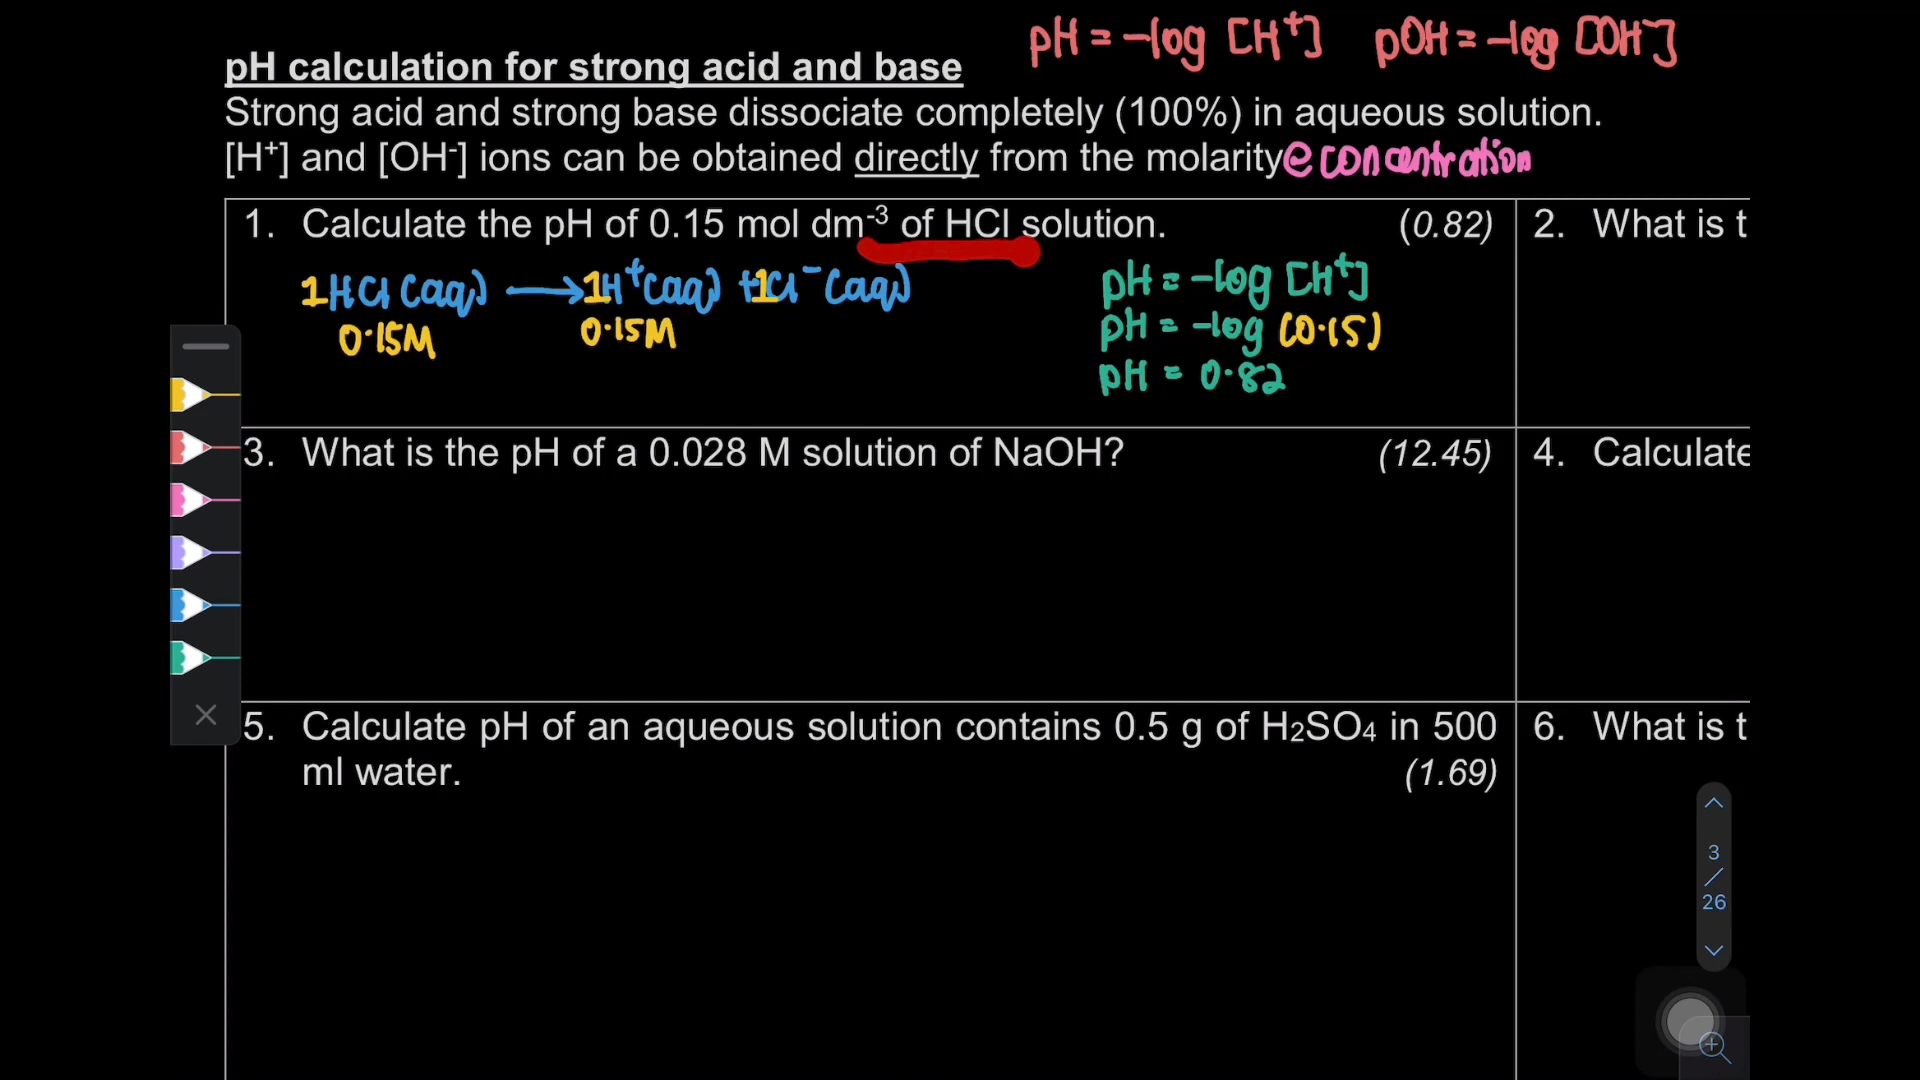 pH = -log [H⁺] pOH = -log [OH⁻]
pH calculation for strong acid and base
Strong acid and strong base dissociate completely (100%) in aqueous solution.
[H⁺] and [OH⁻] ions can be obtained directly from the molarity @ concentration
1. Calculate the pH of 0.15 mol dm⁻³ of HCl solution. (0.82)
1HCl (aq) → 1H⁺(aq) + 1Cl⁻(aq)
0.15M 0.15M
pH = -log [H⁺]
pH = -log (0.15)
pH = 0.82
2. What is t
3. What is the pH of a 0.028 M solution of NaOH? (12.45)
4. Calculate
5. Calculate pH of an aqueous solution contains 0.5 g of H₂SO₄ in 500
ml water. (1.69)
6. What is t
3
/
26